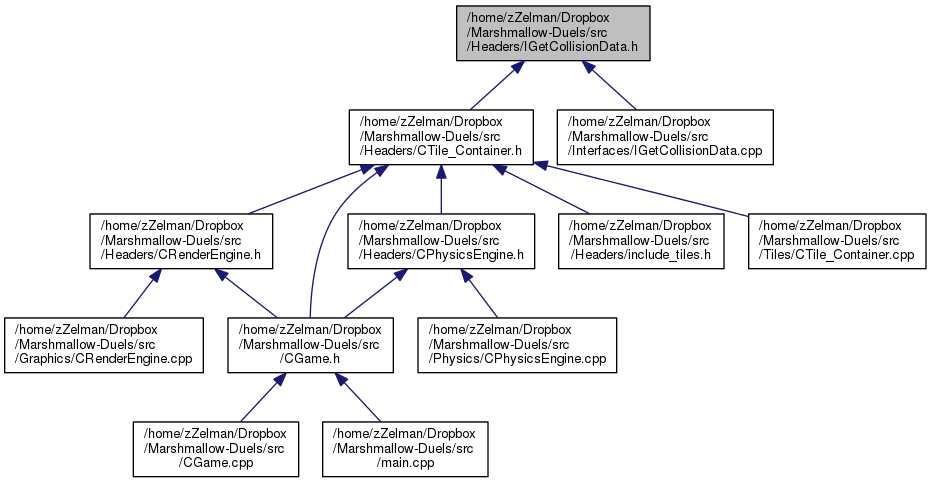 /home/zZelman/Dropbox
/Marshmallow-Duels/src
/Headers/IGetCollisionData.h
/home/zZelman/Dropbox
/Marshmallow-Duels/src
/Headers/CTile_Container.h
/home/zZelman/Dropbox
/Marshmallow-Duels/src
/Interfaces/IGetCollisionData.cpp
/home/zZelman/Dropbox
/Marshmallow-Duels/src
/Headers/CRenderEngine.h
/home/zZelman/Dropbox
/Marshmallow-Duels/src
/Headers/CPhysicsEngine.h
/home/zZelman/Dropbox
/Marshmallow-Duels/src
/Headers/include_tiles.h
/home/zZelman/Dropbox
/Marshmallow-Duels/src
/Tiles/CTile_Container.cpp
/home/zZelman/Dropbox
/Marshmallow-Duels/src
/Graphics/CRenderEngine.cpp
/home/zZelman/Dropbox
/Marshmallow-Duels/src
/CGame.h
/home/zZelman/Dropbox
/Marshmallow-Duels/src
/Physics/CPhysicsEngine.cpp
/home/zZelman/Dropbox
/Marshmallow-Duels/src
/CGame.cpp
/home/zZelman/Dropbox
/Marshmallow-Duels/src
/main.cpp